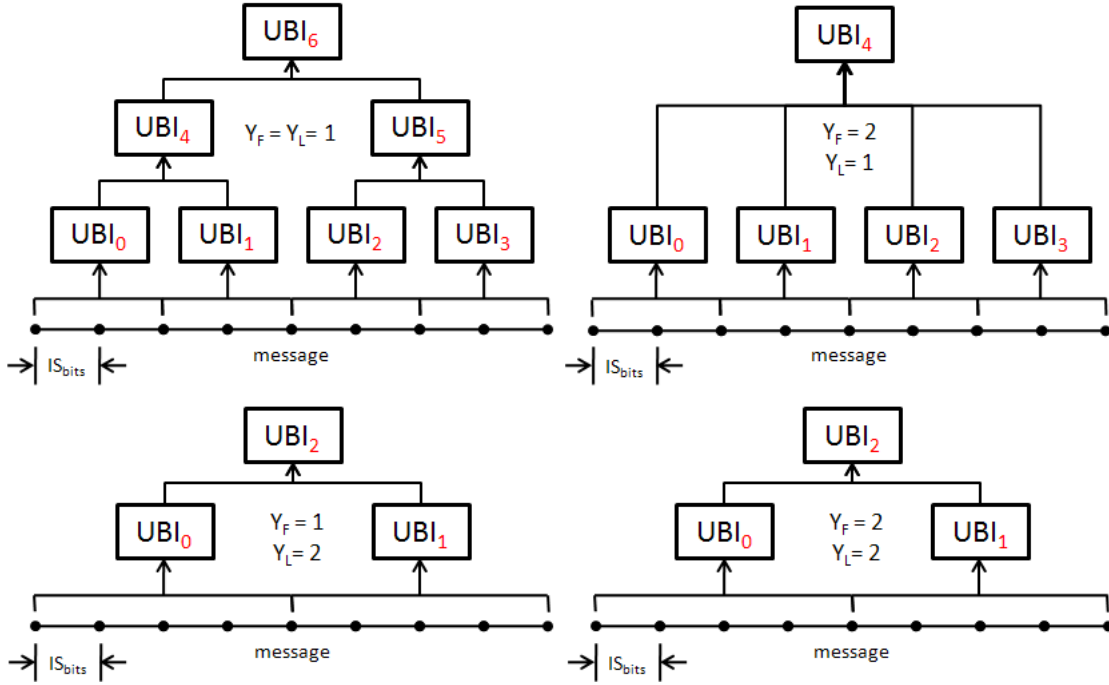 UBI6
UBI4
YF = YL= 1
UBI5
UBI0
UBI1
UBI2
UBI3
message
ISbits
UBI4
YF = 2
YL= 1
UBI0
UBI1
UBI2
UBI3
message
ISbits
UBI2
UBI0
YF = 1
YL= 2
UBI1
message
ISbits
UBI2
UBI0
YF = 2
YL= 2
UBI1
message
ISbits